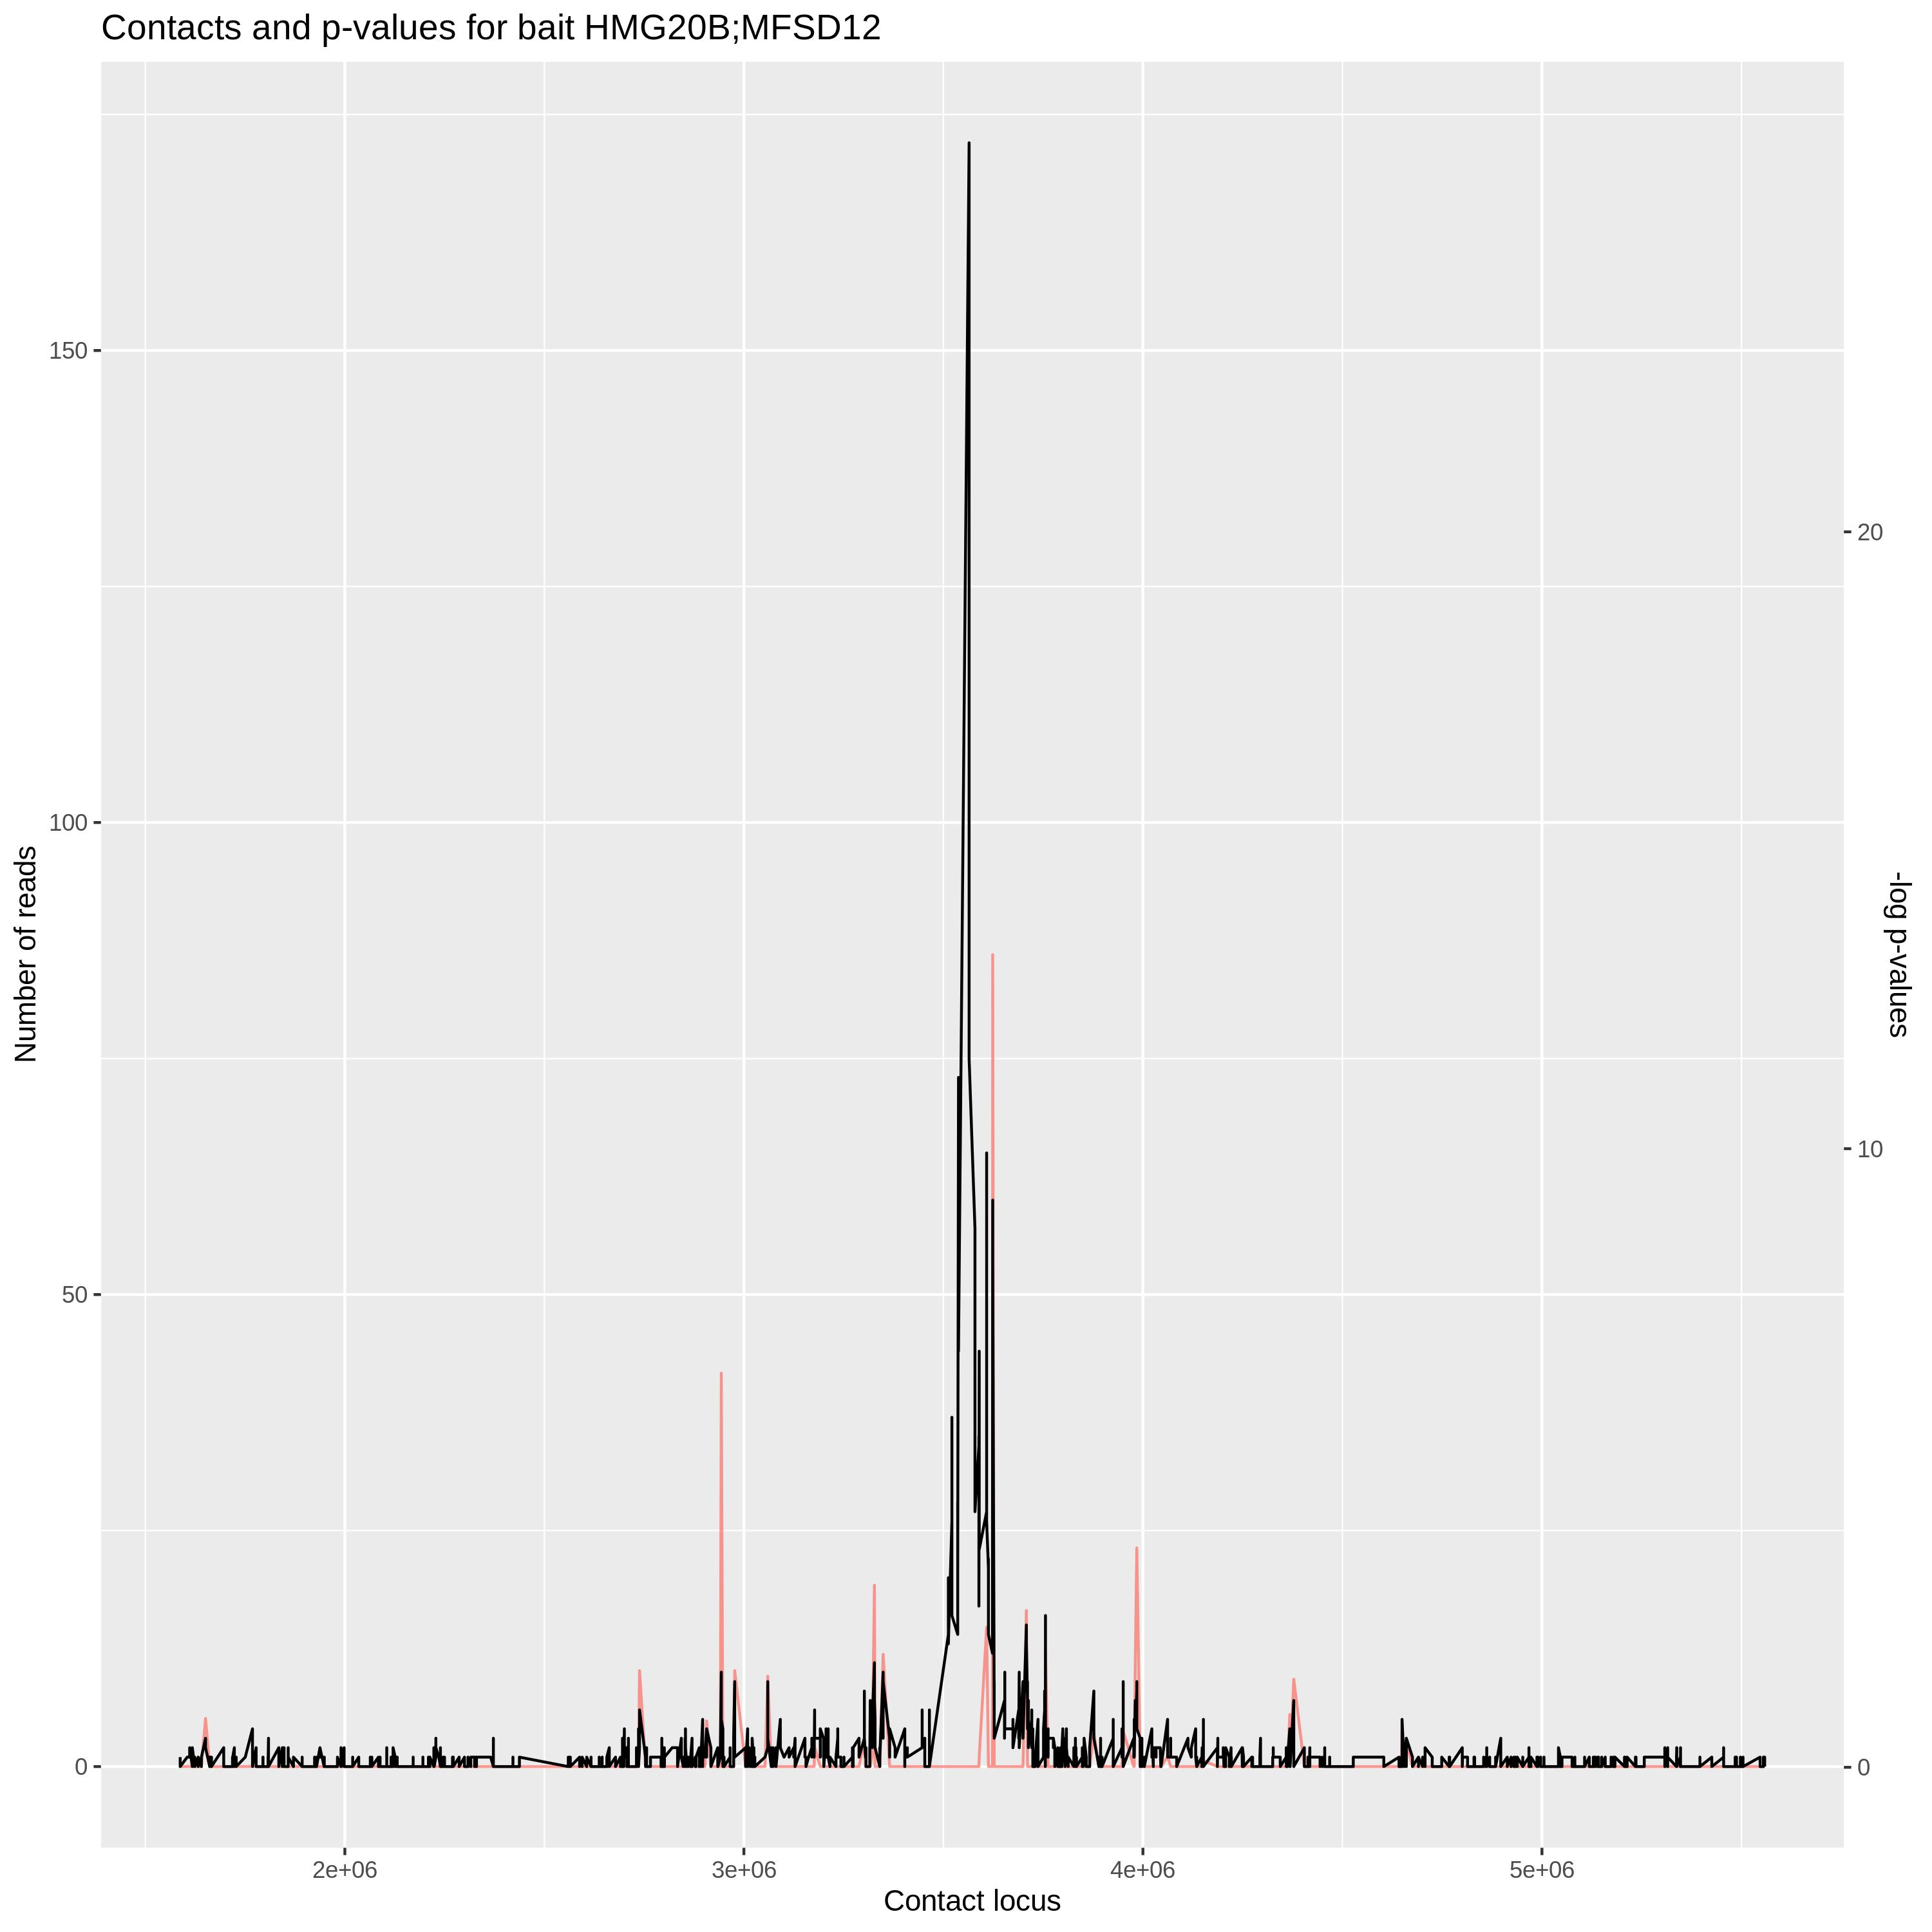 Contacts and p-values for bait HMG20B;MFSD12
150
100
50
0
Number of reads
20
10
0
-log p-values
2e+06 3e+06 4e+06 5e+06
Contact locus